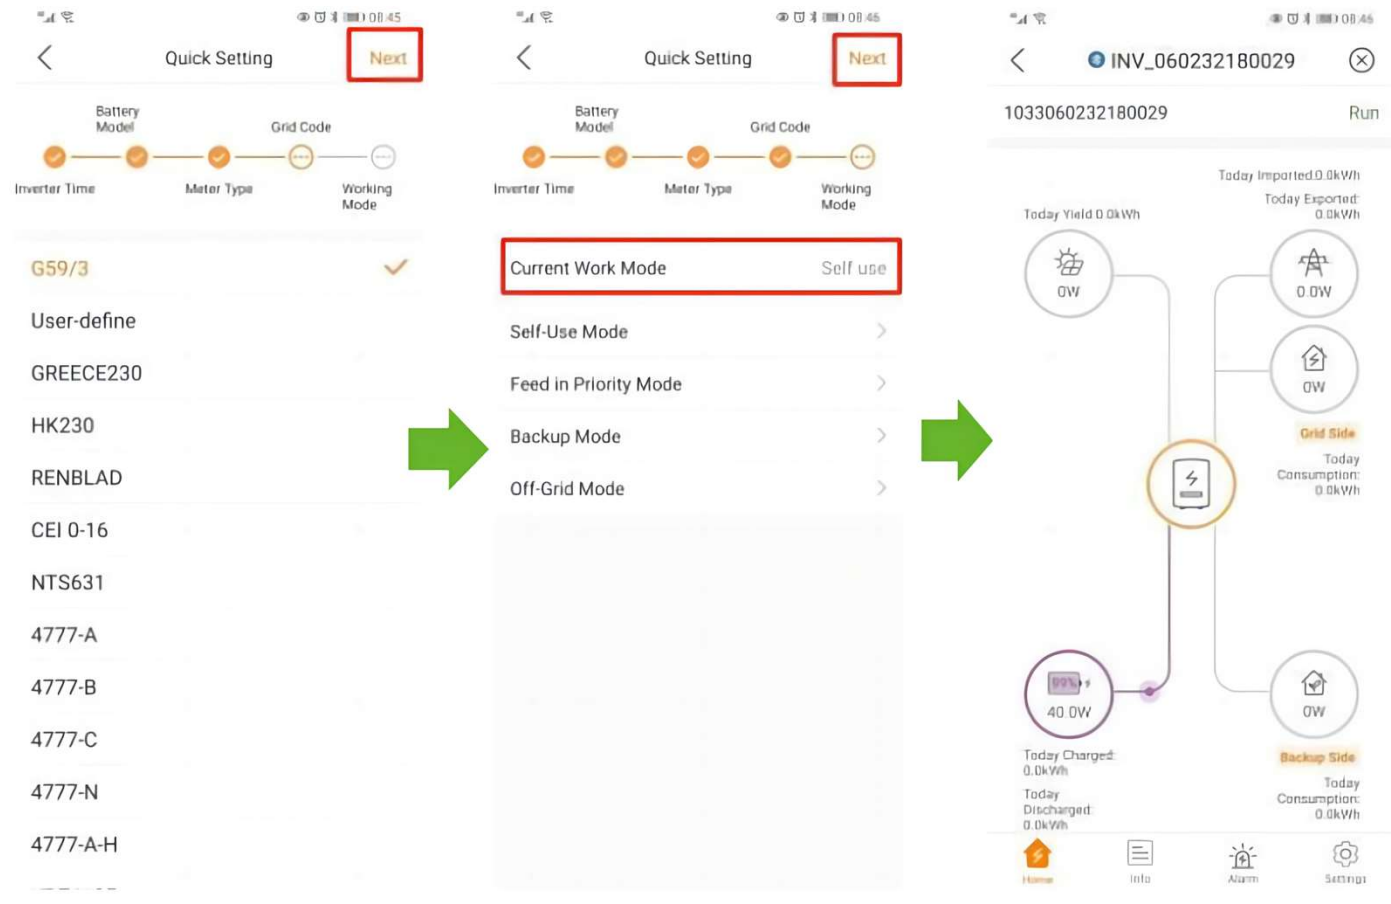 08:45
Quick Setting
Next
Battery
Model
Grid Code
Inverter Time
Meter Type
Working
Mode
G59/3
User-define
GREECE230
HK230
RENBLAD
CEI 0-16
NTS631
4777-A
4777-B
4777-C
4777-N
4777-A-H
08:46
Quick Setting
Next
Battery
Model
Grid Code
Inverter Time
Meter Type
Working
Mode
Current Work Mode Self use
Self-Use Mode
Feed in Priority Mode
Backup Mode
Off-Grid Mode
08:46
INV_060232180029
1033060232180029 Run
Today Imported:0.0kWh
Today Exported:
0.0kWh
Today Yield 0.0kWh
0W
0.0W
0W
Grid Side
Today
Consumption:
0.0kWh
99%
40.0W
0W
Today Charged:
0.0kWh
Today
Discharged:
0.0kWh
Backup Side
Today
Consumption:
0.0kWh
Home
Info
Alarm
Settings